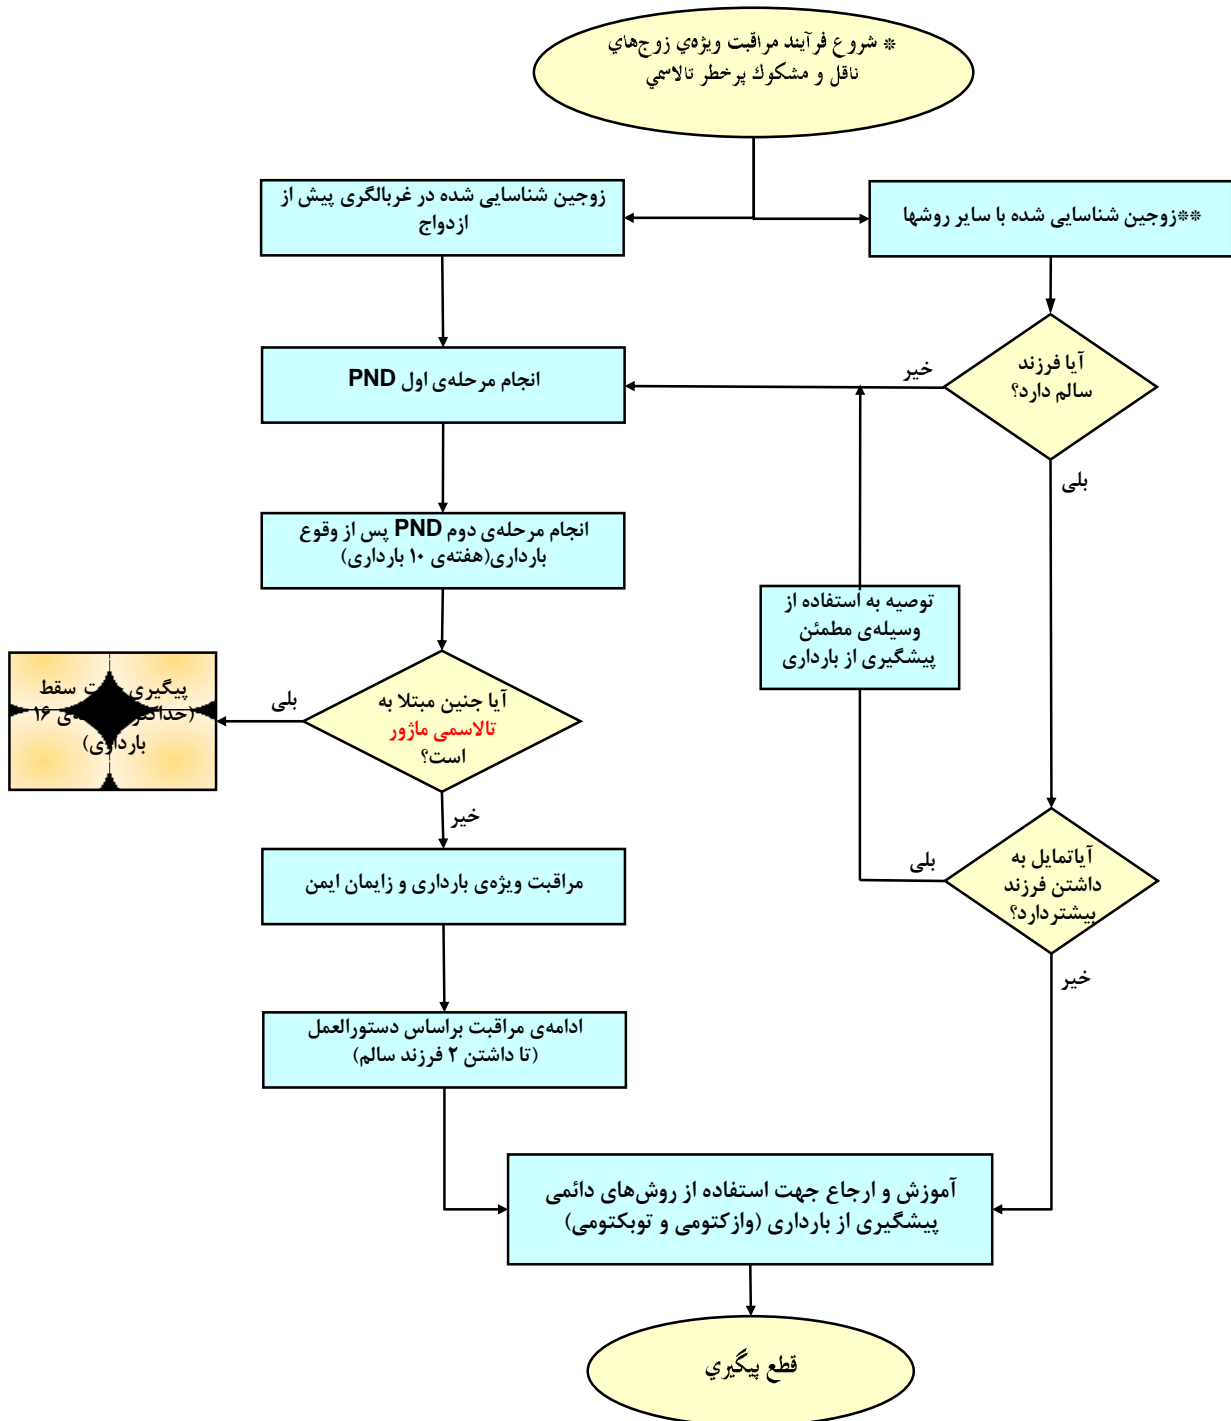 * شروع فرآیند مراقبت ویژه‌ي زوج‌هاي
ناقل و مشكوك پرخطر تالاسمي
زوجین شناسایی شده در غربالگری پیش از
ازدواج
**زوجین شناسایی شده با سایر روشها
آیا فرزند
سالم دارد؟
خیر
بلی
انجام مرحله‌ی اول PND
انجام مرحله‌ی دوم PND پس از وقوع
بارداری(هفته‌ی ۱۰ بارداری)
توصیه به استفاده از
وسیله‌ی مطمئن
پیشگیری از بارداری
آیا جنین مبتلا به
تالاسمی ماژور
است؟
بلی
خیر
پیگیری سقط
(حداکثر ۱۶
بارداری)
آیاتمایل به
داشتن فرزند
بیشتردارد؟
بلی
خیر
مراقبت ویژه‌ی بارداری و زایمان ایمن
ادامه‌ی مراقبت براساس دستورالعمل
(تا داشتن ۲ فرزند سالم)
آموزش و ارجاع جهت استفاده از روش‌های دائمی
پیشگیری از بارداری (وازکتومی و توبکتومی)
قطع پیگیري